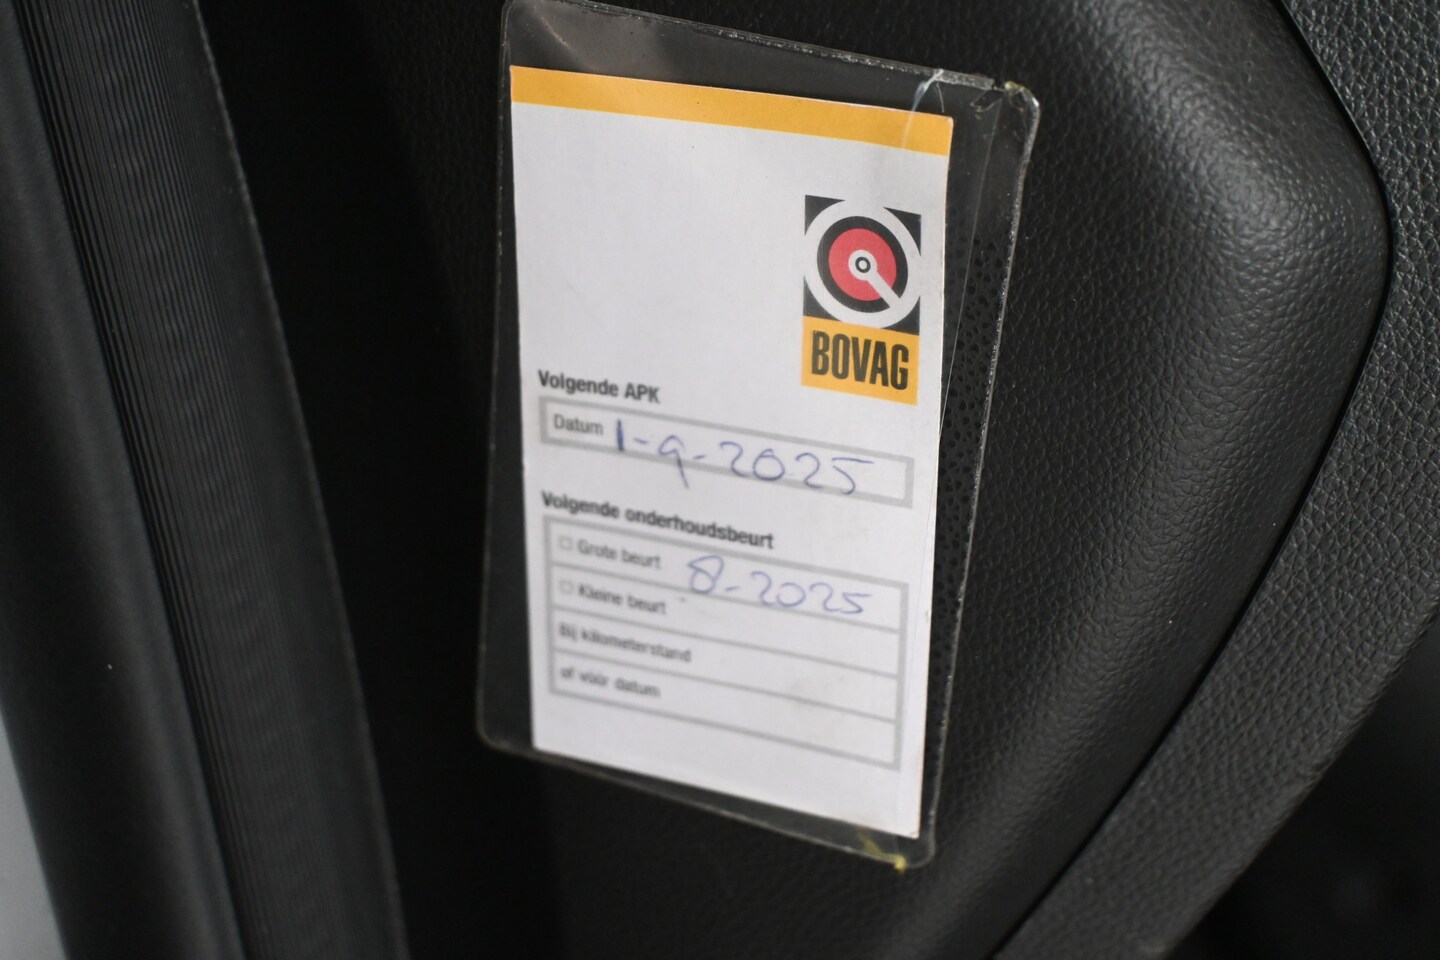 BOVAG
Volgende APK
Datum 1-9-2025
Volgende onderhoudsbeurt
Grote beurt 8-2025
Kleine beurt
Bij kilometerstand
of vóór datum